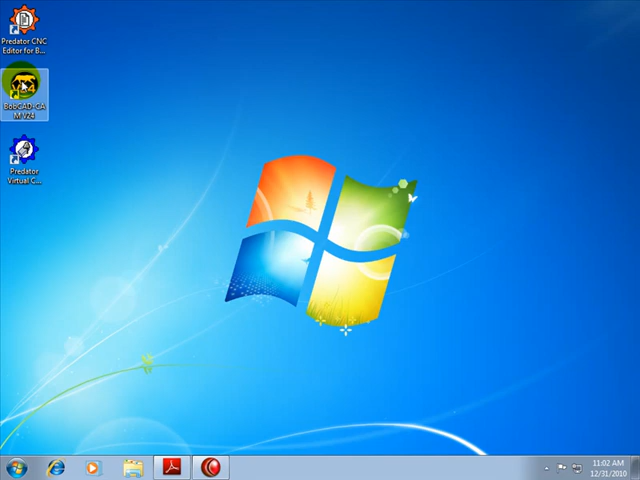 Predator CNC
Editor for B...
BobCAD-CA
M V24
Predator
Virtual C...
11:02 AM
12/31/2010